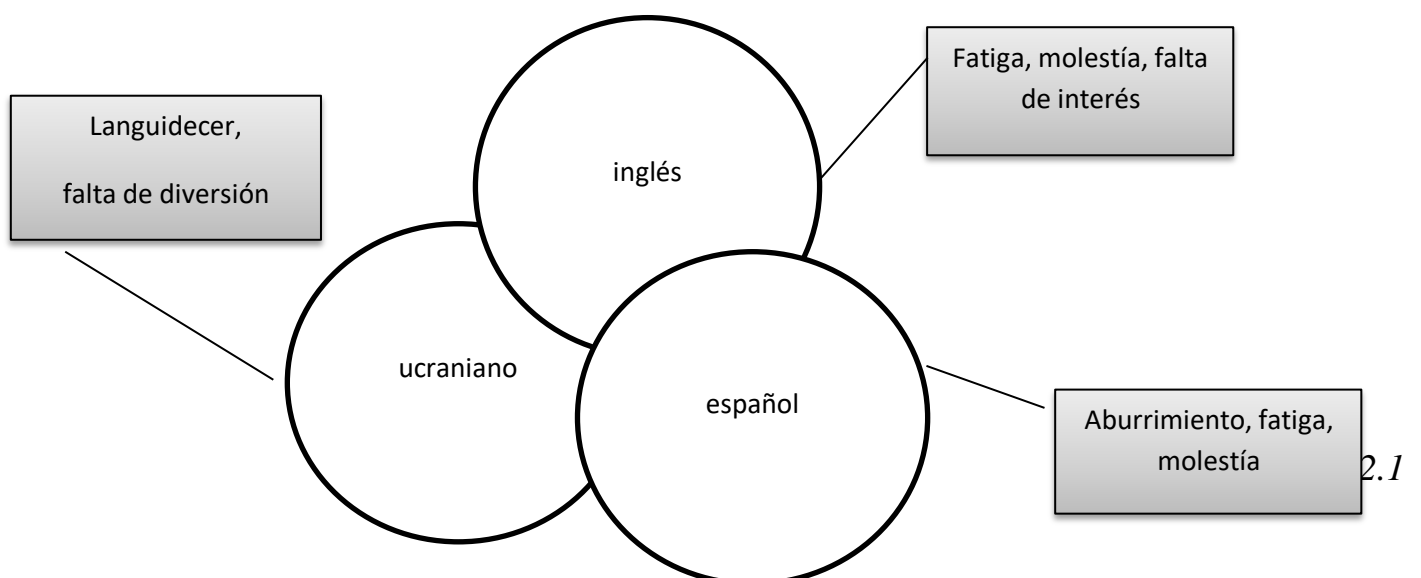 Fatiga, molestía, falta
de interés
Languidecer,
falta de diversión
inglés
ucraniano
español
Aburrimiento, fatiga,
molestía
2.1